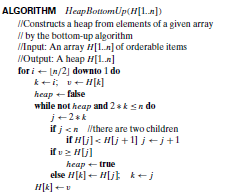 ALGORITHM HeapBottomUp(H[1..n])
//Constructs a heap from elements of a given array
// by the bottom-up algorithm
//Input: An array H[1..n] of orderable items
//Output: A heap H[1..n]
for i ← ⌊n/2⌋ downto 1 do
k ← i; v ← H[k]
heap ← false
while not heap and 2 ∗ k ≤ n do
j ← 2 ∗ k
if j < n //there are two children
if H[j] < H[j + 1] j ← j + 1
if v ≥ H[j]
heap ← true
else H[k] ← H[j]; k ← j
H[k] ← v